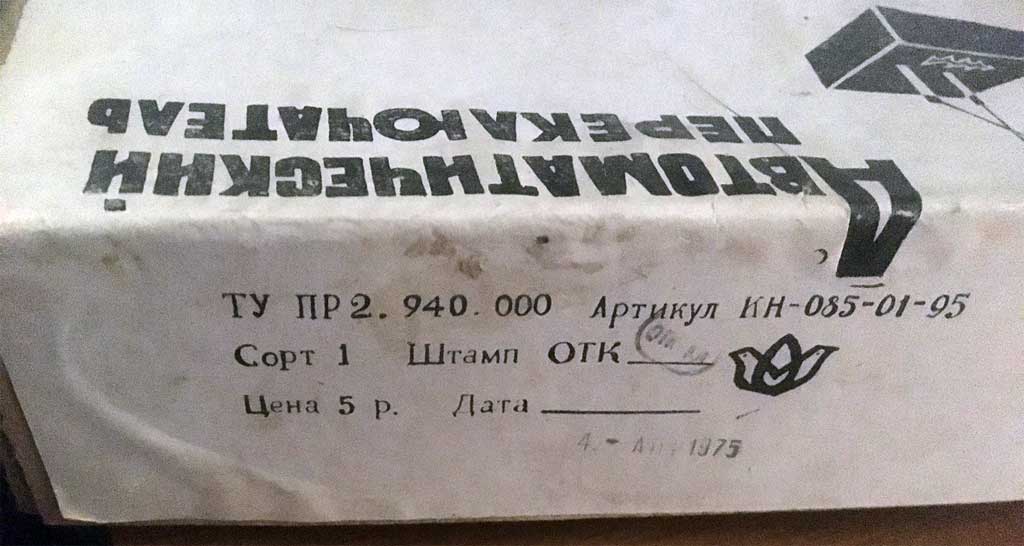 Автоматический
переключатель
ТУ ПР2.940.000 Артикул КН-085-01-95
Сорт 1 Штамп ОТК
Цена 5 р. Дата
1975